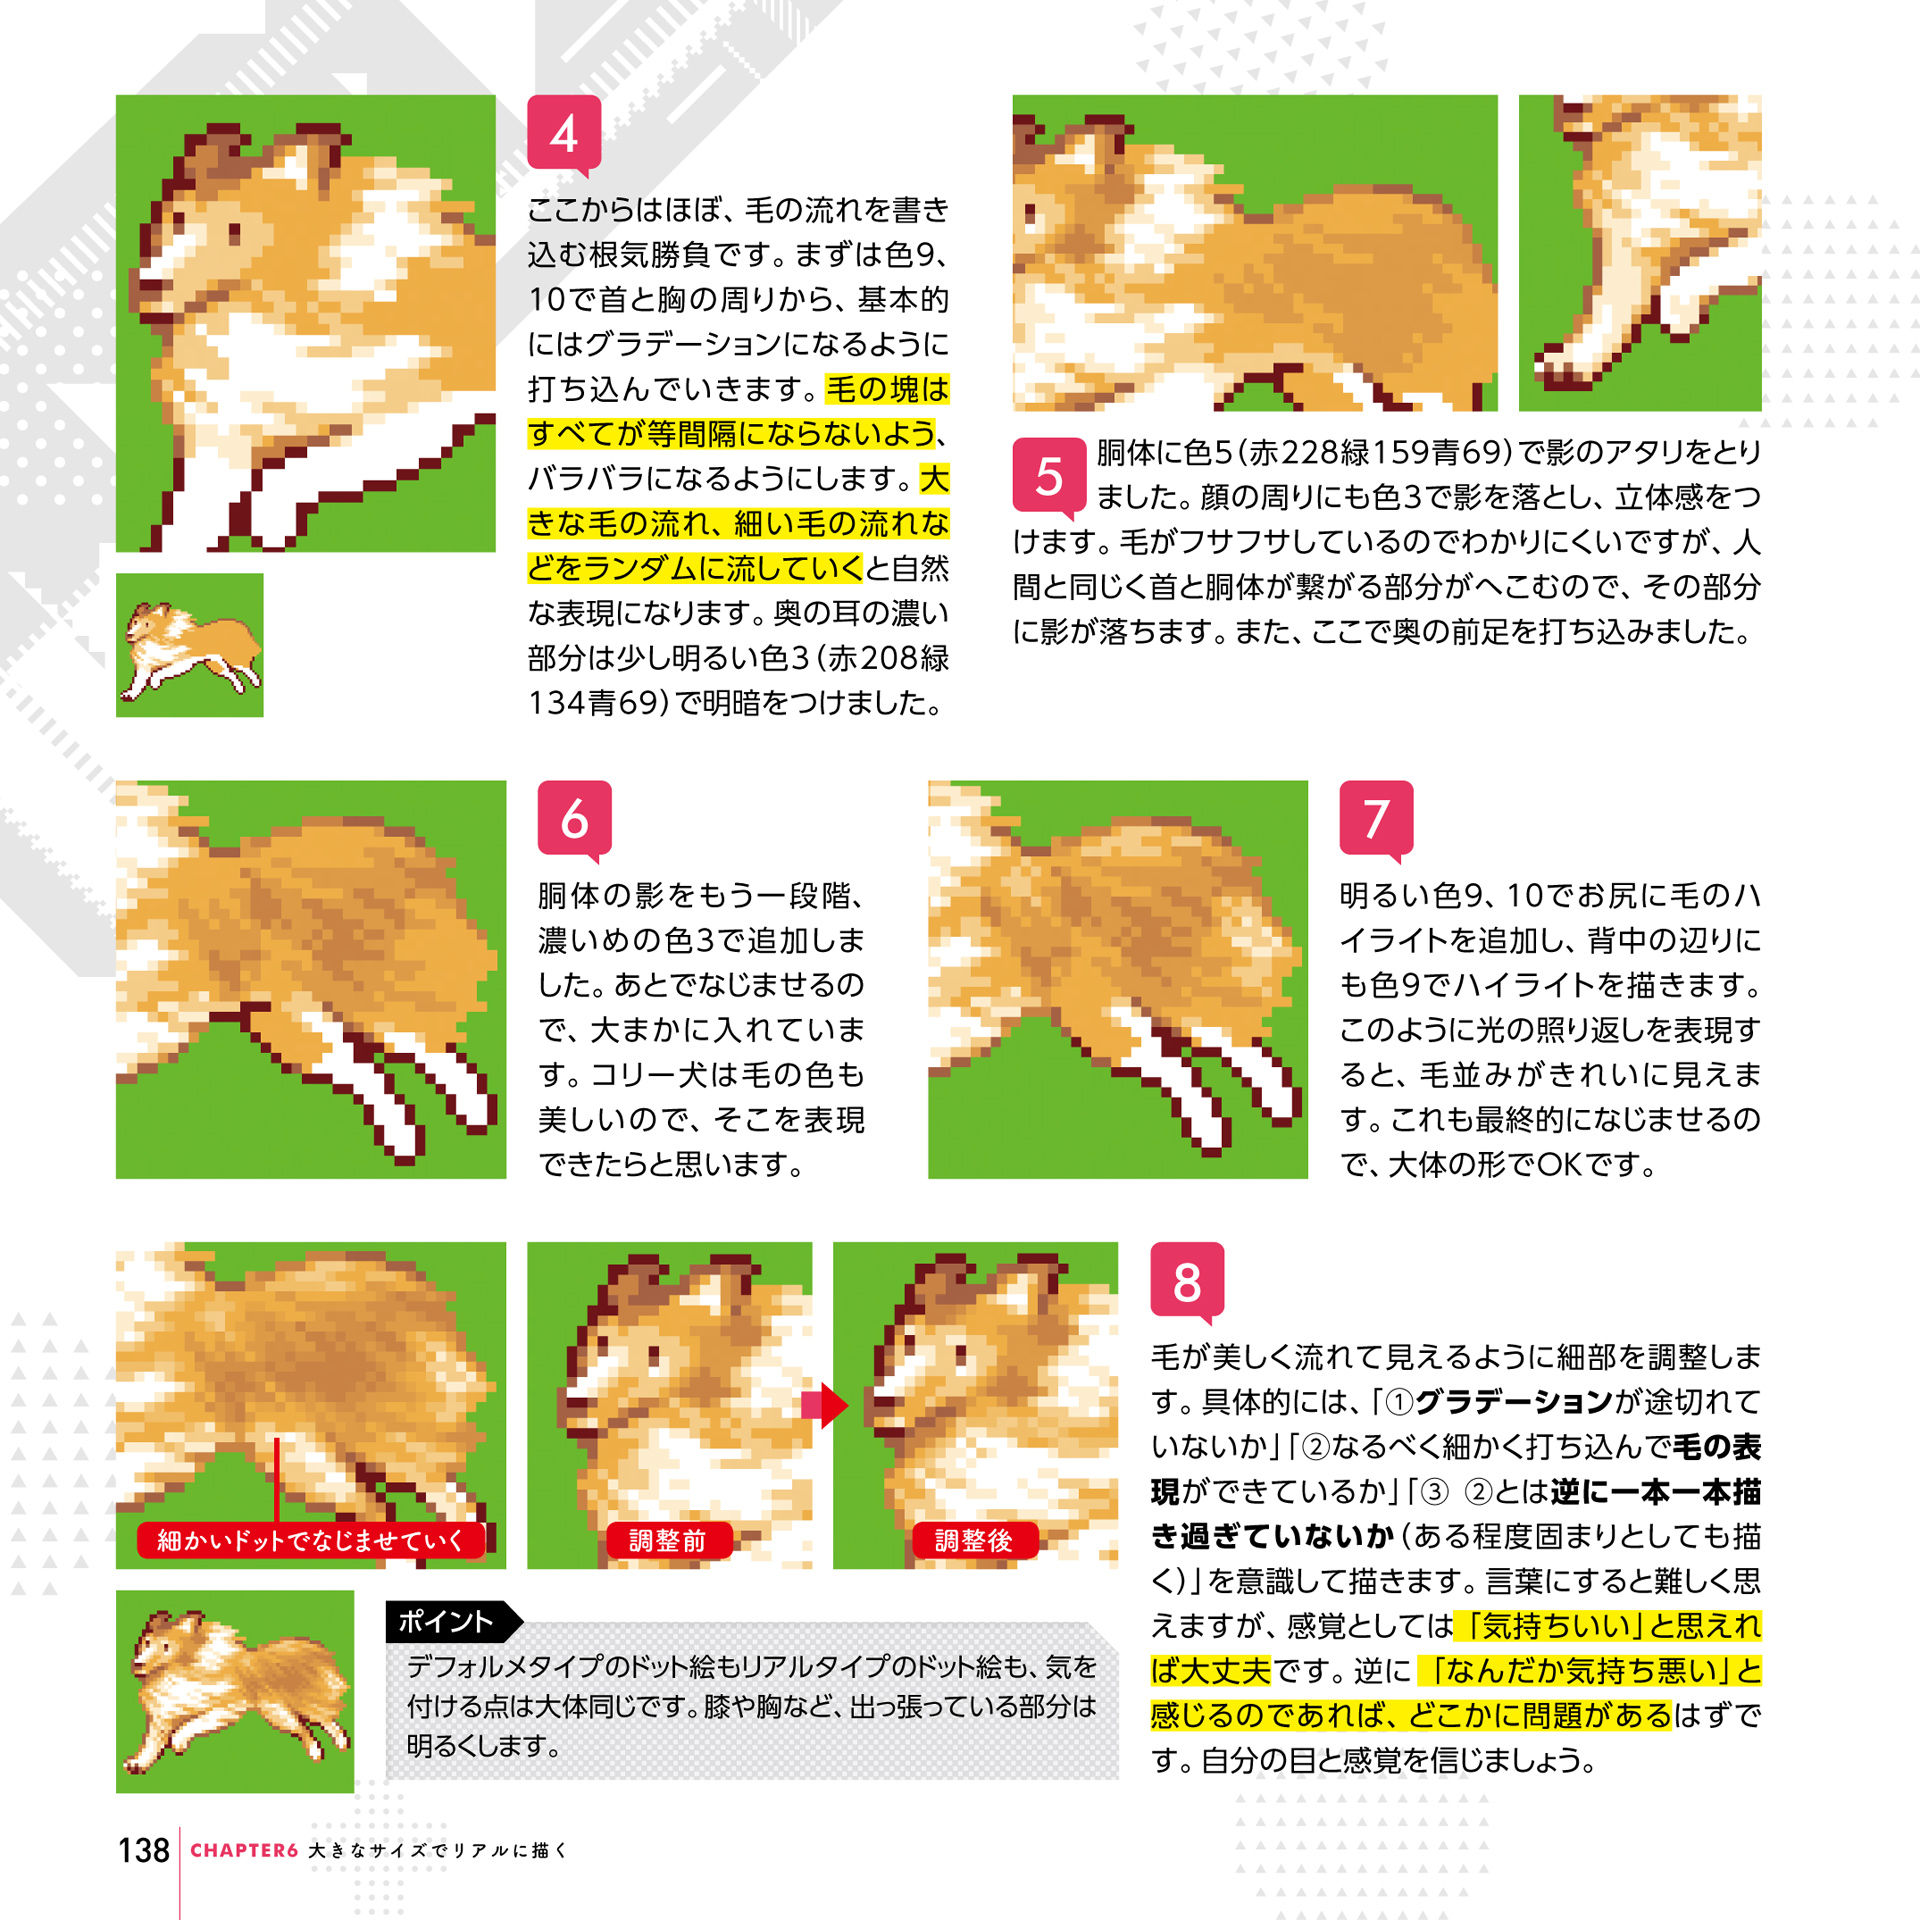 4
ここからはほぼ、毛の流れを書き
込む根気勝負です。まずは色9、
10で首と胸の周りから、基本的
にはグラデーションになるように
打ち込んでいきます。毛の塊は
すべてが等間隔にならないよう、
バラバラになるようにします。大
きな毛の流れ、細い毛の流れな
どをランダムに流していくと自然
な表現になります。奥の耳の濃い
部分は少し明るい色3（赤208緑
134青69）で明暗をつけました。
5
胴体に色5（赤228緑159青69）で影のアタリをとり
ました。顔の周りにも色3で影を落とし、立体感をつ
けます。毛がフサフサしているのでわかりにくいですが、人
間と同じく首と胴体が繋がる部分がへこむので、その部分
に影が落ちます。また、ここで奥の前足を打ち込みました。
6
胴体の影をもう一段階、
濃いめの色3で追加しま
した。あとでなじませるの
で、大まかに入れていま
す。コリー犬は毛の色も
美しいので、そこを表現
できたらと思います。
7
明るい色9、10でお尻に毛のハ
イライトを追加し、背中の辺りに
も色9でハイライトを描きます。
このように光の照り返しを表現す
ると、毛並みがきれいに見えま
す。これも最終的になじませるの
で、大体の形でOKです。
細かいドットでなじませていく
調整前
調整後
8
毛が美しく流れて見えるように細部を調整しま
す。具体的には、「①グラデーションが途切れて
いないか」「②なるべく細かく打ち込んで毛の表
現ができているか」「③ ②とは逆に一本一本描
き過ぎていないか（ある程度固まりとしても描
く）」を意識して描きます。言葉にすると難しく思
えますが、感覚としては「気持ちいい」と思えれ
ば大丈夫です。逆に「なんだか気持ち悪い」と
感じるのであれば、どこかに問題があるはずで
す。自分の目と感覚を信じましょう。
ポイント
デフォルメタイプのドット絵もリアルタイプのドット絵も、気を
付ける点は大体同じです。膝や胸など、出っ張っている部分は
明るくします。
138 CHAPTER6 大きなサイズでリアルに描く